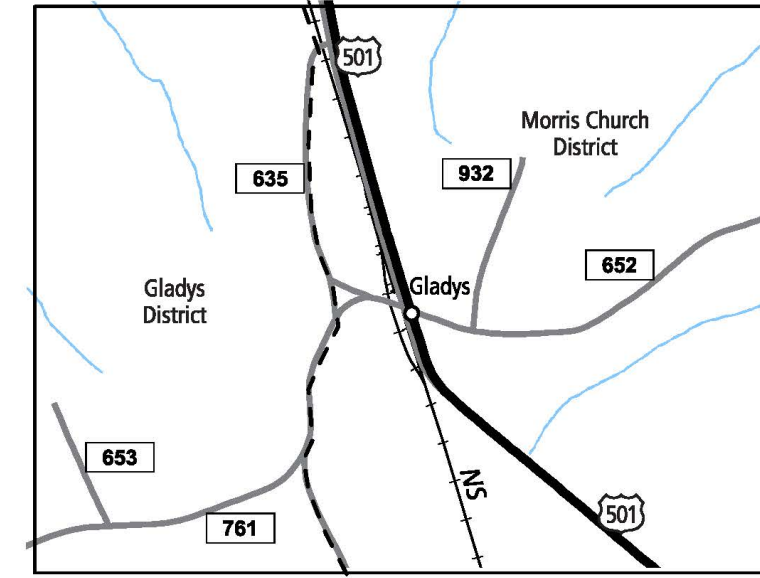 501
Morris Church
District
635
932
652
Gladys
Gladys
District
653
NS
761
501